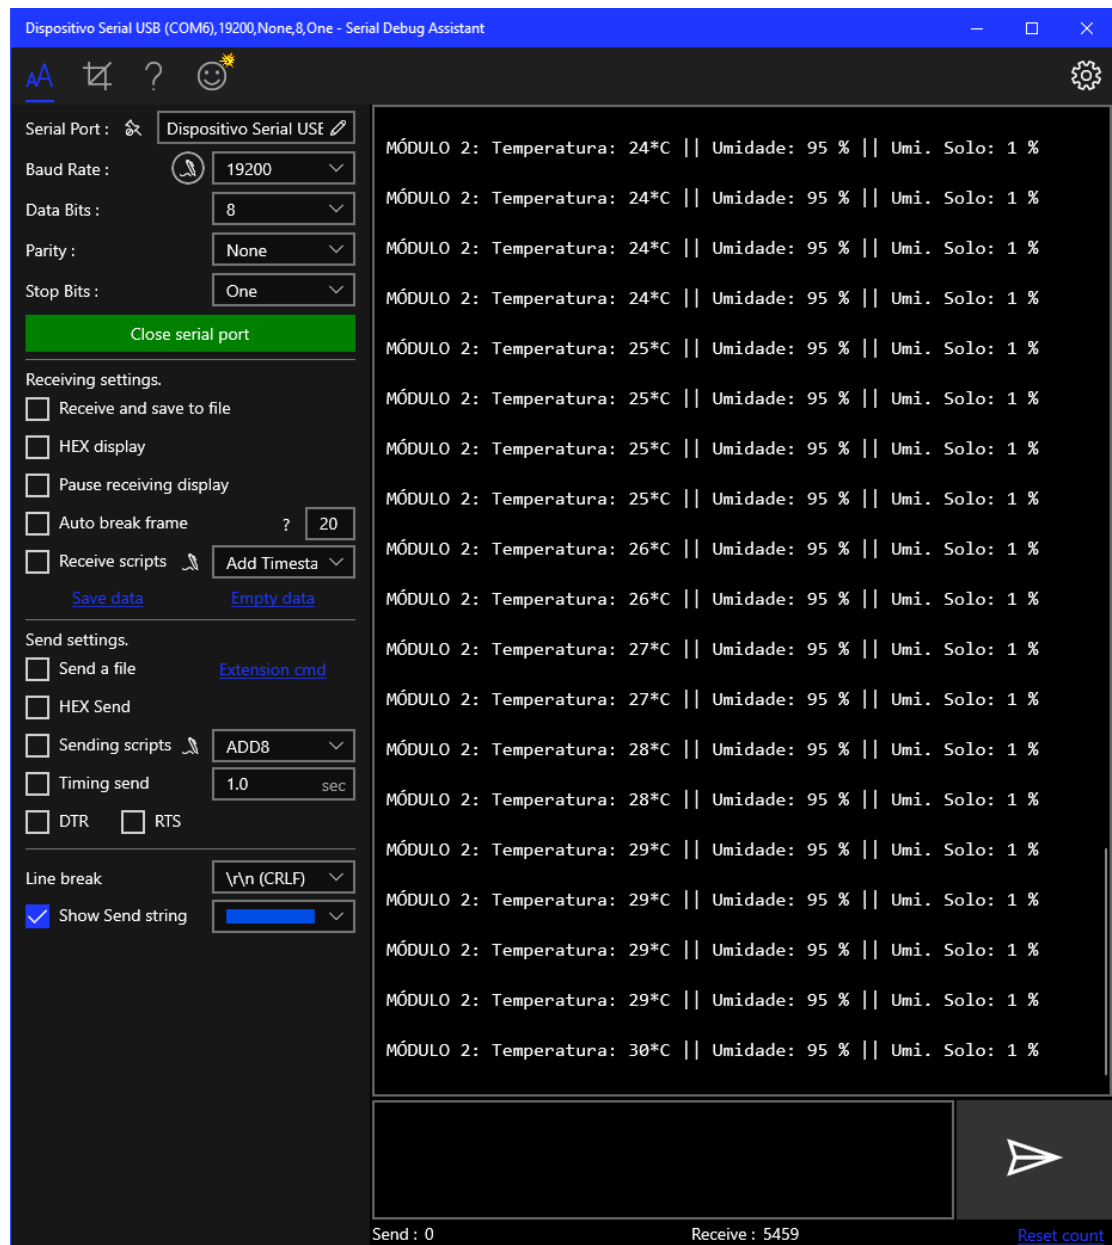 Dispositivo Serial USB (COM6),19200,None,8,One - Serial Debug Assistant
Serial Port :
Dispositivo Serial USE
Baud Rate :
19200
Data Bits :
8
Parity :
None
Stop Bits :
One
Close serial port
Receiving settings.
Receive and save to file
HEX display
Pause receiving display
Auto break frame ? 20
Receive scripts
Add Timesta
Save data
Empty data
Send settings.
Send a file
Extension cmd
HEX Send
Sending scripts
ADD8
Timing send
1.0 sec
DTR
RTS
Line break
\r\n (CRLF)
Show Send string
MÓDULO 2: Temperatura: 24*C || Umidade: 95 % || Umi. Solo: 1 %
MÓDULO 2: Temperatura: 24*C || Umidade: 95 % || Umi. Solo: 1 %
MÓDULO 2: Temperatura: 24*C || Umidade: 95 % || Umi. Solo: 1 %
MÓDULO 2: Temperatura: 24*C || Umidade: 95 % || Umi. Solo: 1 %
MÓDULO 2: Temperatura: 25*C || Umidade: 95 % || Umi. Solo: 1 %
MÓDULO 2: Temperatura: 25*C || Umidade: 95 % || Umi. Solo: 1 %
MÓDULO 2: Temperatura: 25*C || Umidade: 95 % || Umi. Solo: 1 %
MÓDULO 2: Temperatura: 25*C || Umidade: 95 % || Umi. Solo: 1 %
MÓDULO 2: Temperatura: 26*C || Umidade: 95 % || Umi. Solo: 1 %
MÓDULO 2: Temperatura: 26*C || Umidade: 95 % || Umi. Solo: 1 %
MÓDULO 2: Temperatura: 27*C || Umidade: 95 % || Umi. Solo: 1 %
MÓDULO 2: Temperatura: 27*C || Umidade: 95 % || Umi. Solo: 1 %
MÓDULO 2: Temperatura: 28*C || Umidade: 95 % || Umi. Solo: 1 %
MÓDULO 2: Temperatura: 28*C || Umidade: 95 % || Umi. Solo: 1 %
MÓDULO 2: Temperatura: 29*C || Umidade: 95 % || Umi. Solo: 1 %
MÓDULO 2: Temperatura: 29*C || Umidade: 95 % || Umi. Solo: 1 %
MÓDULO 2: Temperatura: 29*C || Umidade: 95 % || Umi. Solo: 1 %
MÓDULO 2: Temperatura: 29*C || Umidade: 95 % || Umi. Solo: 1 %
MÓDULO 2: Temperatura: 30*C || Umidade: 95 % || Umi. Solo: 1 %
Send : 0
Receive : 5459
Reset count